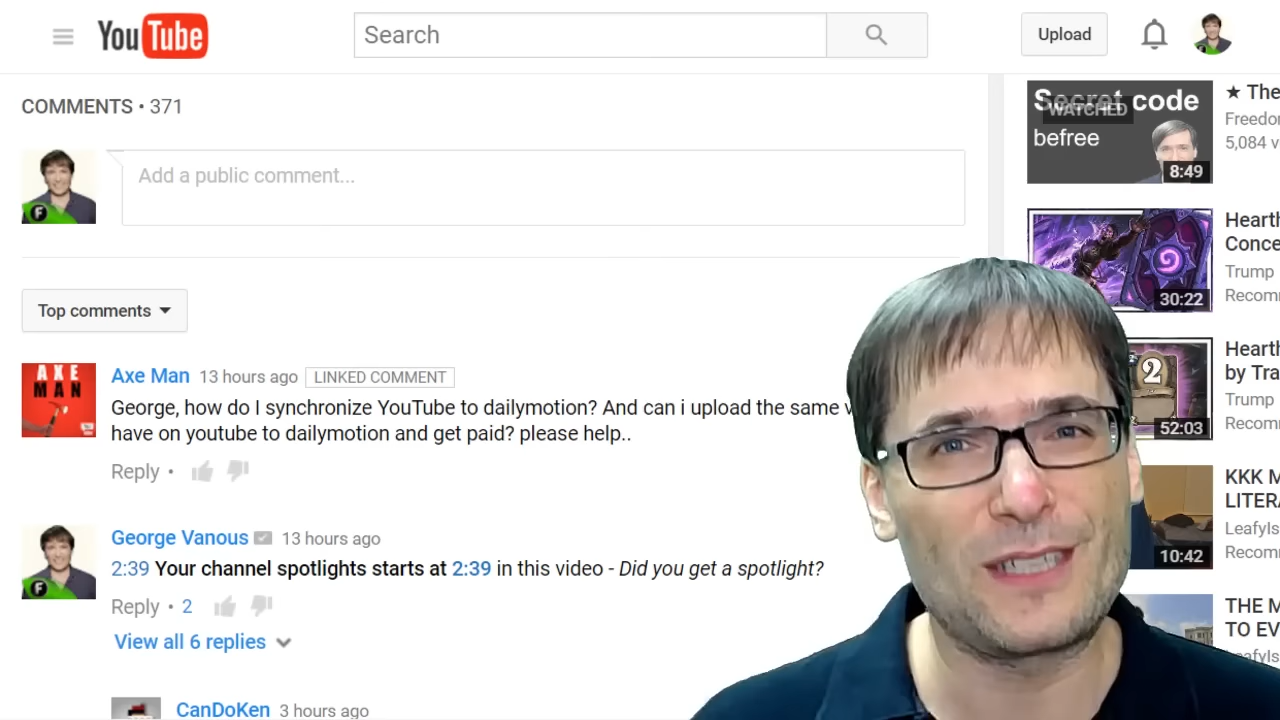 YouTube
Search
Upload
COMMENTS • 371
Add a public comment...
Top comments
AXE
MAN
Axe Man 13 hours ago LINKED COMMENT
George, how do I synchronize YouTube to dailymotion? And can i upload the same
have on youtube to dailymotion and get paid? please help..
Reply •
F
George Vanous 13 hours ago
2:39 Your channel spotlights starts at 2:39 in this video - Did you get a spotlight?
Reply • 2
View all 6 replies
CanDoKen 3 hours ago
Secret code
WATCHED
befree
8:49
★ The
Freedom
5,084 v
30:22
Hearth
Conce
Trump
Recom
2
52:03
Hearth
by Tra
Trump
Recom
10:42
KKK M
LITERA
LeafyIs
Recom
THE M
TO EV
LeafyIs